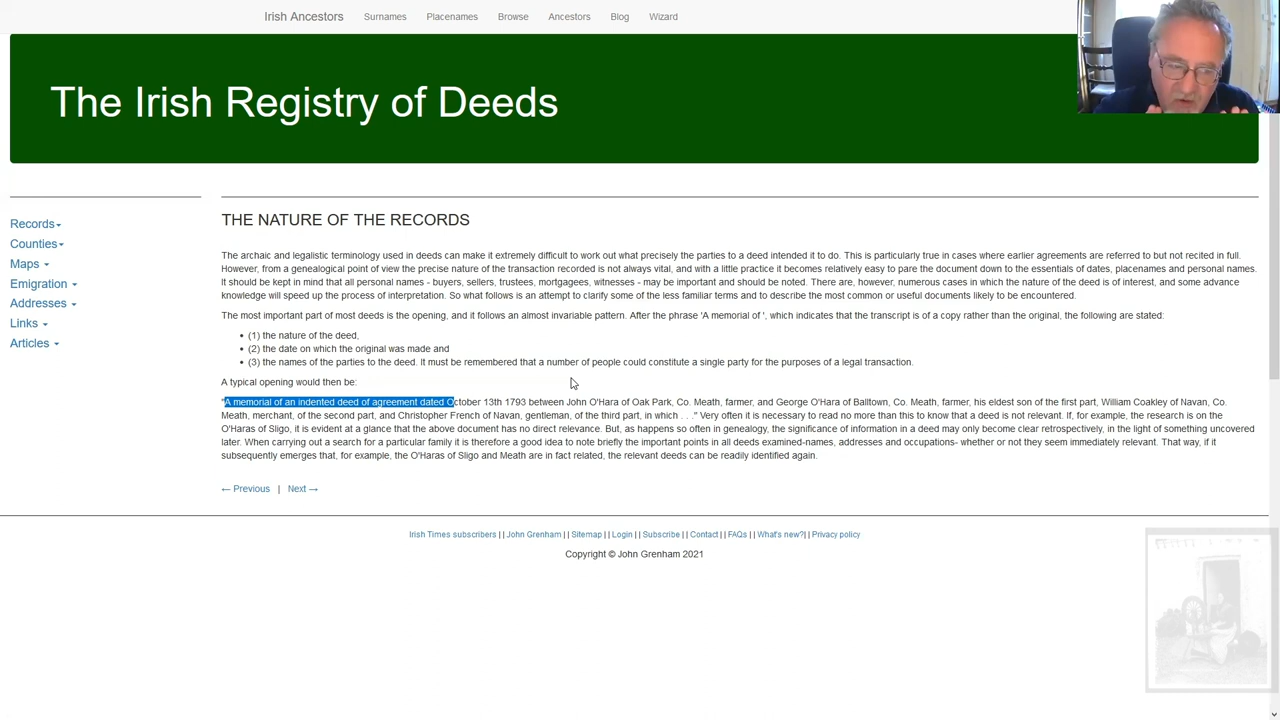 Irish Ancestors Surnames Placenames Browse Ancestors Blog Wizard
The Irish Registry of Deeds
Records
Counties
Maps
Emigration
Addresses
Links
Articles
THE NATURE OF THE RECORDS
The archaic and legalistic terminology used in deeds can make it extremely difficult to work out what precisely the parties to a deed intended it to do. This is particularly true in cases where earlier agreements are referred to but not recited in full.
However, from a genealogical point of view the precise nature of the transaction recorded is not always vital, and with a little practice it becomes relatively easy to pare the document down to the essentials of dates, placenames and personal names.
It should be kept in mind that all personal names - buyers, sellers, trustees, mortgagees, witnesses - may be important and should be noted. There are, however, numerous cases in which the nature of the deed is of interest, and some advance
knowledge will speed up the process of interpretation. So what follows is an attempt to clarify some of the less familiar terms and to describe the most common or useful documents likely to be encountered.
The most important part of most deeds is the opening, and it follows an almost invariable pattern. After the phrase 'A memorial of ', which indicates that the transcript is of a copy rather than the original, the following are stated:
• (1) the nature of the deed,
• (2) the date on which the original was made and
• (3) the names of the parties to the deed. It must be remembered that a number of people could constitute a single party for the purposes of a legal transaction.
A typical opening would then be:
"A memorial of an indented deed of agreement dated October 13th 1793 between John O'Hara of Oak Park, Co. Meath, farmer, and George O'Hara of Balltown, Co. Meath, farmer, his eldest son of the first part, William Coakley of Navan, Co.
Meath, merchant, of the second part, and Christopher French of Navan, gentleman, of the third part, in which . . ." Very often it is necessary to read no more than this to know that a deed is not relevant. If, for example, the research is on the
O'Haras of Sligo, it is evident at a glance that the above document has no direct relevance. But, as happens so often in genealogy, the significance of information in a deed may only become clear retrospectively, in the light of something uncovered
later. When carrying out a search for a particular family it is therefore a good idea to note briefly the important points in all deeds examined-names, addresses and occupations- whether or not they seem immediately relevant. That way, if it
subsequently emerges that, for example, the O'Haras of Sligo and Meath are in fact related, the relevant deeds can be readily identified again.
← Previous | Next →
Irish Times subscribers | | John Grenham | | Sitemap | | Login | | Subscribe | | Contact | | FAQs | | What's new?| | Privacy policy
Copyright © John Grenham 2021